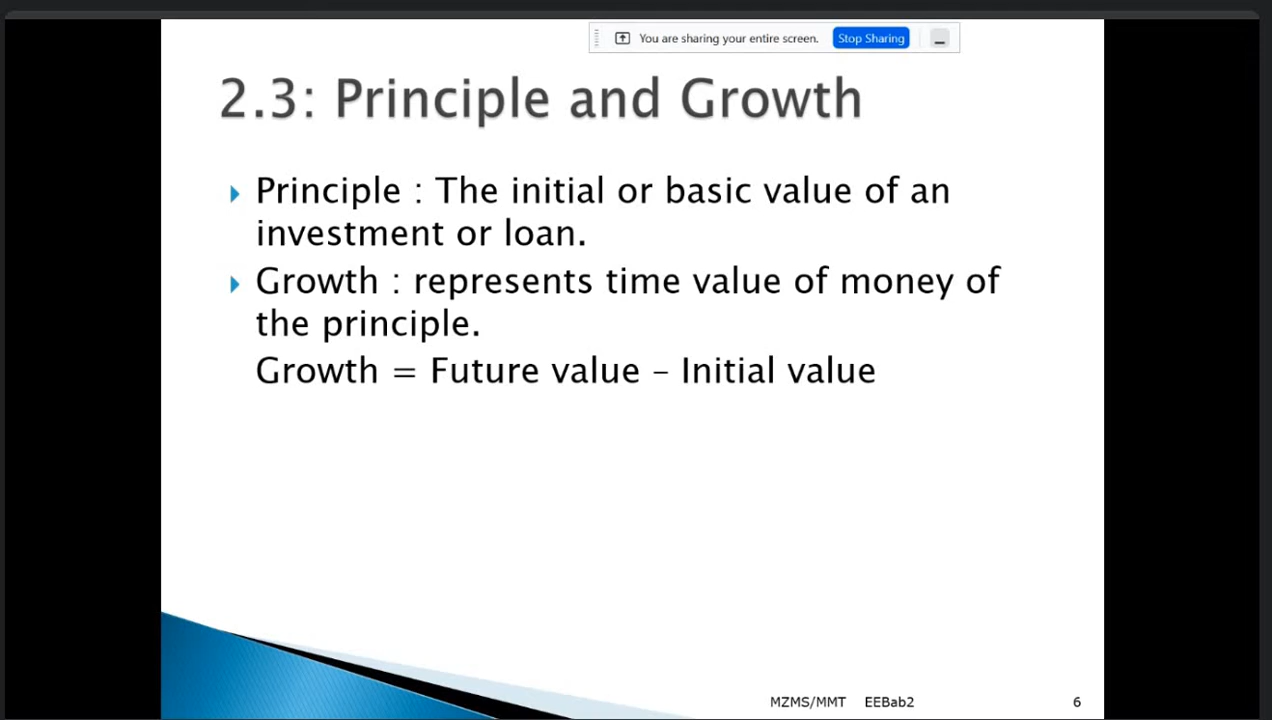 You are sharing your entire screen. Stop Sharing
2.3: Principle and Growth
Principle : The initial or basic value of an
investment or loan.
Growth : represents time value of money of
the principle.
Growth = Future value – Initial value
MZMS/MMT EEBab2 6